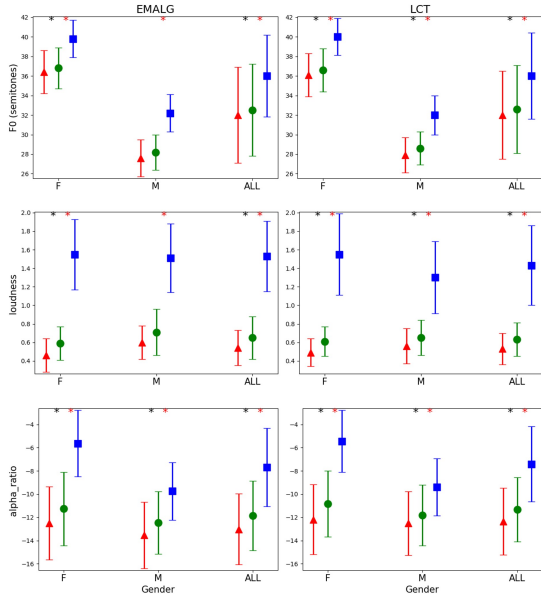 EMALG
LCT
F0 (semitones)
42
40
38
36
34
32
30
28
26
* *
*
* *
F
M
ALL
42
40
38
36
34
32
30
28
26
* *
* *
* *
F
M
ALL
loudness
2.0
1.8
1.6
1.4
1.2
1.0
0.8
0.6
0.4
* *
*
* *
F
M
ALL
2.0
1.8
1.6
1.4
1.2
1.0
0.8
0.6
0.4
* *
* *
* *
F
M
ALL
alpha_ratio
−4
−6
−8
−10
−12
−14
−16
* *
* *
* *
F
M
ALL
Gender
−4
−6
−8
−10
−12
−14
−16
* *
* *
* *
F
M
ALL
Gender